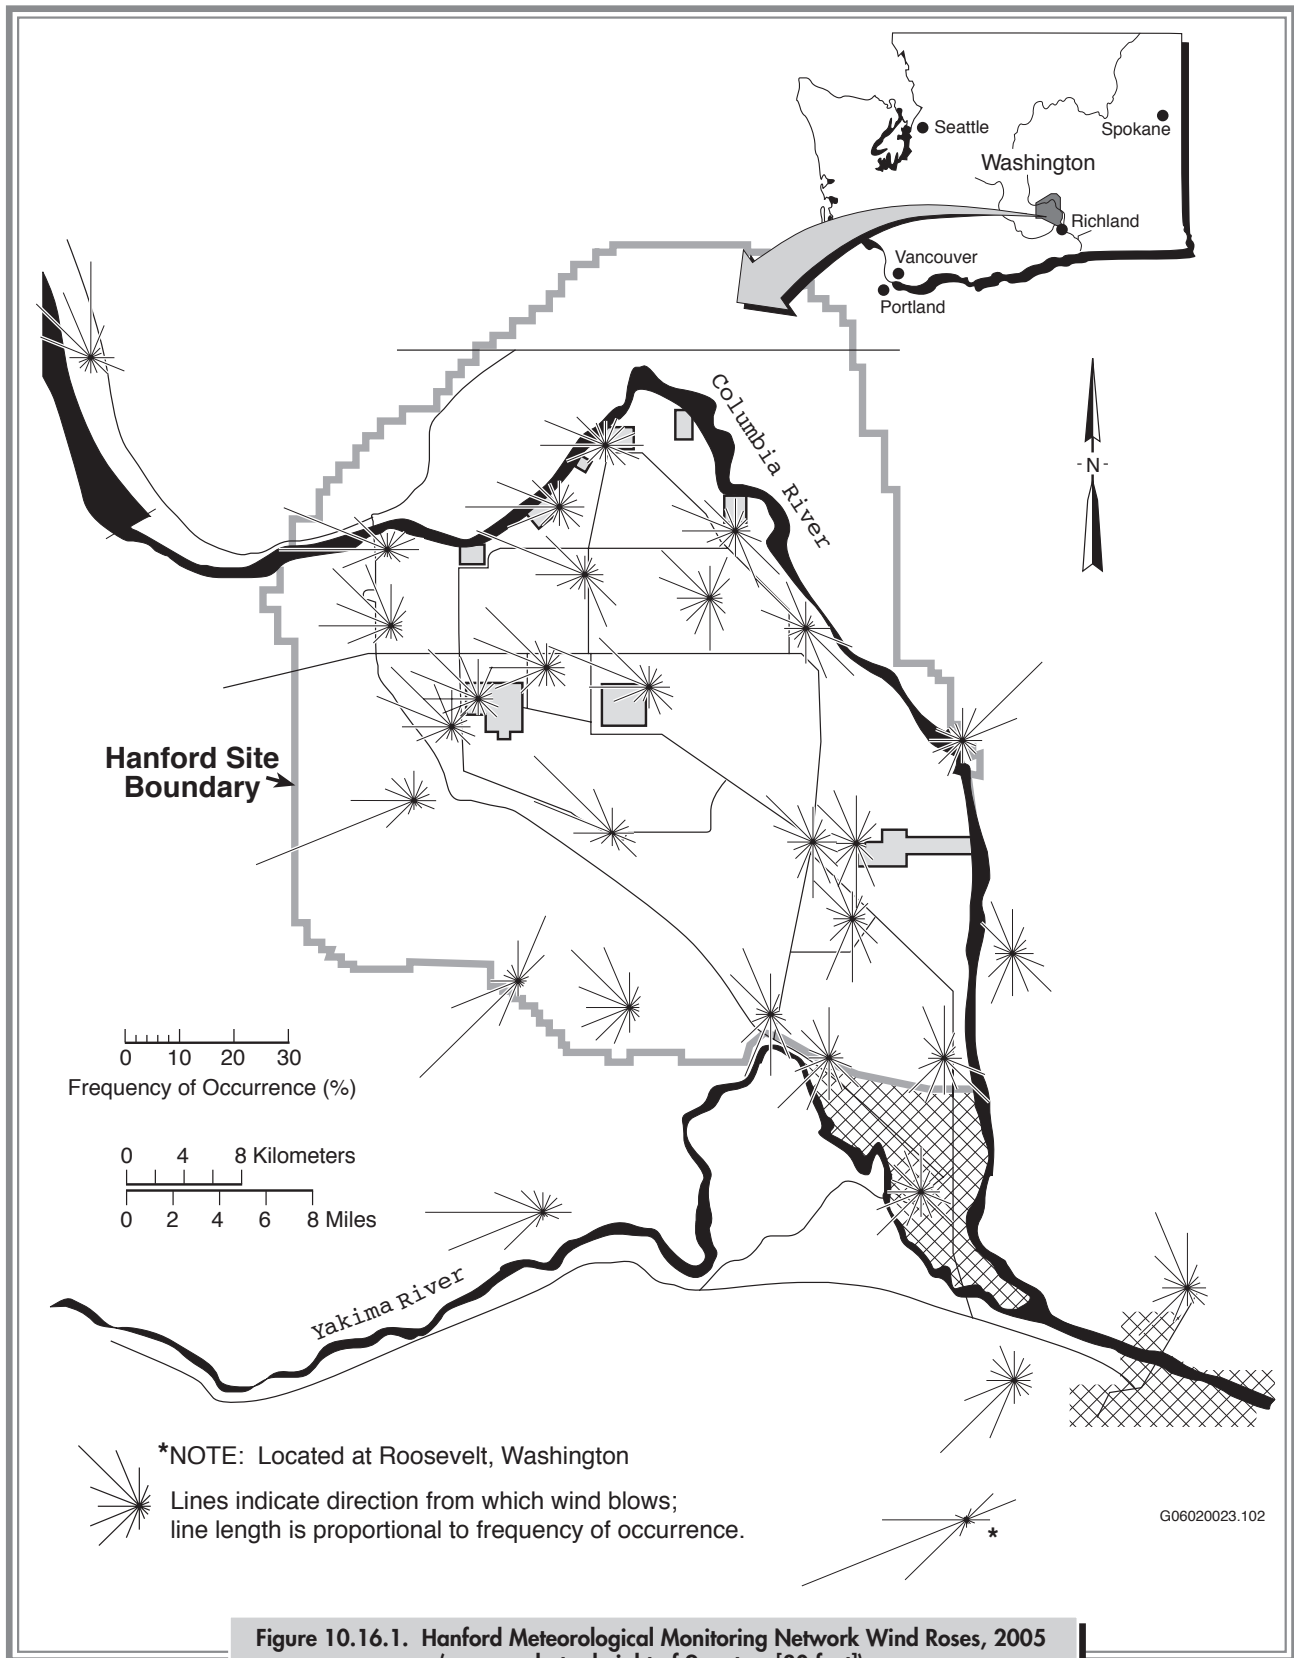 Seattle
Spokane
Washington
Richland
Vancouver
Portland
Columbia River
- N -
Hanford Site
Boundary
0 10 20 30
Frequency of Occurrence (%)
0 4 8 Kilometers
0 2 4 6 8 Miles
Yakima River
*NOTE: Located at Roosevelt, Washington
Lines indicate direction from which wind blows;
line length is proportional to frequency of occurrence.
*
G06020023.102
Figure 10.16.1. Hanford Meteorological Monitoring Network Wind Roses, 2005